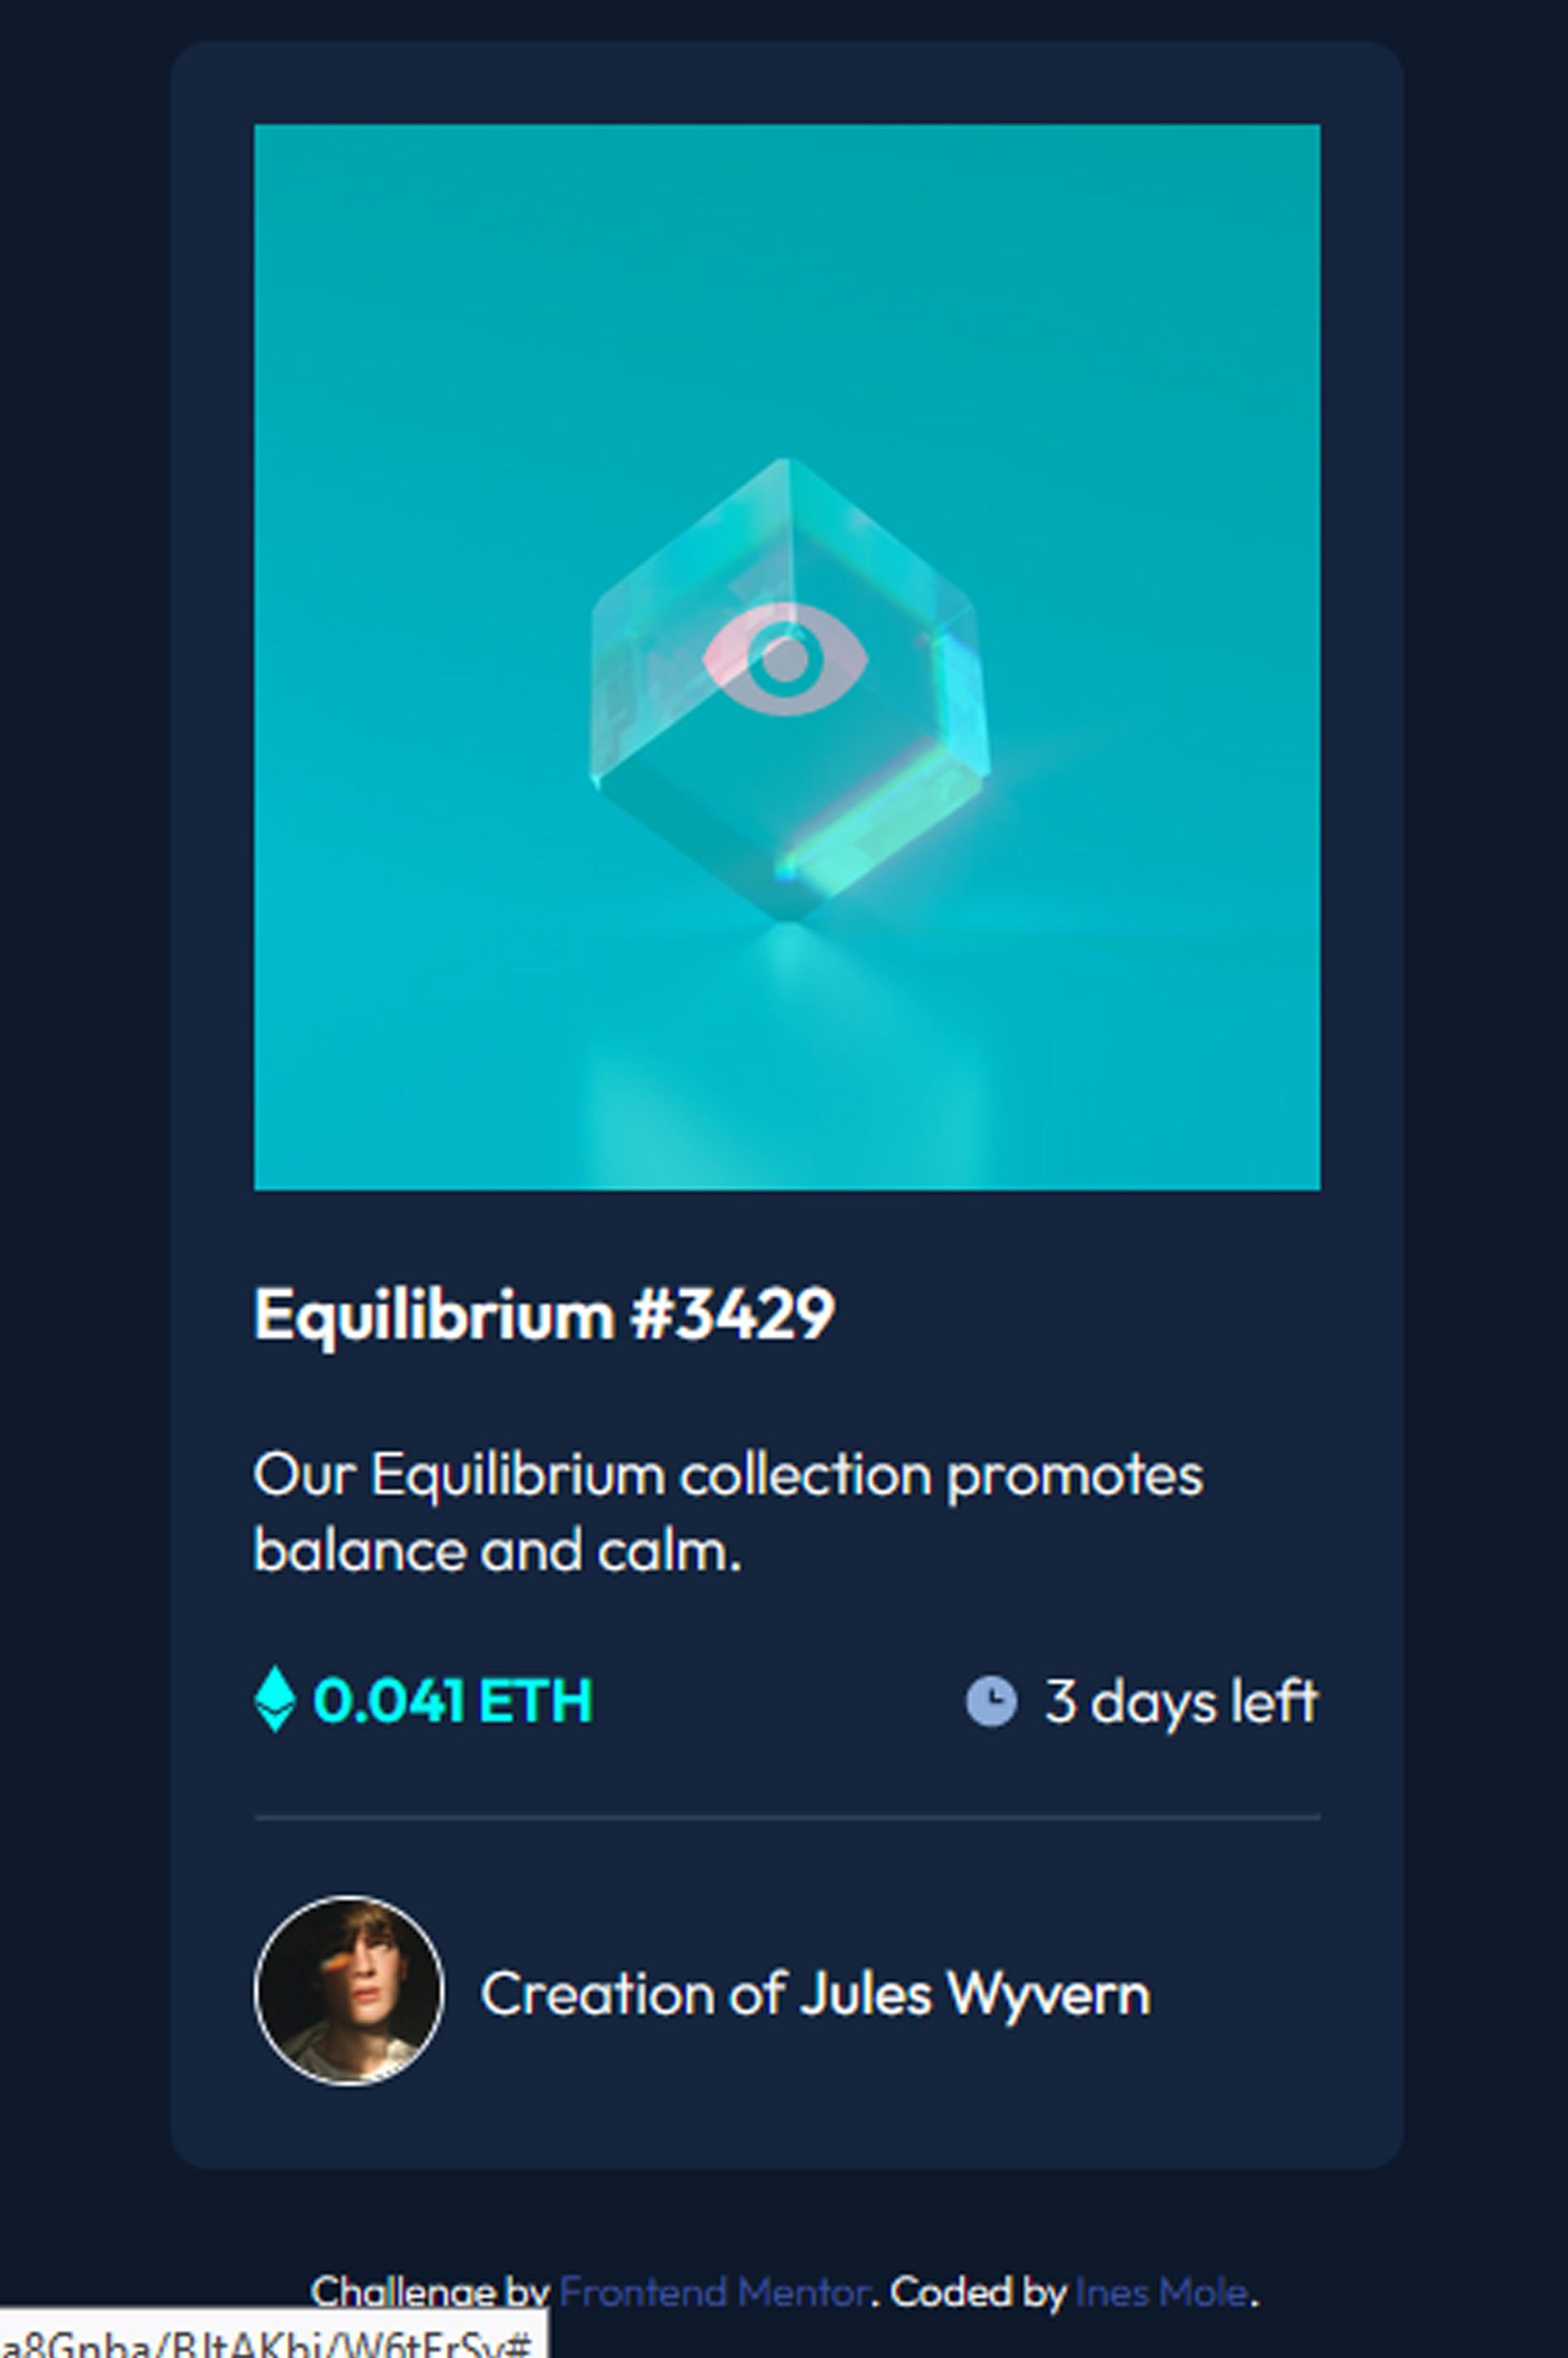 Equilibrium #3429
Our Equilibrium collection promotes
balance and calm.
0.041 ETH
3 days left
Creation of Jules Wyvern
Challenge by Frontend Mentor. Coded by Ines Mole.